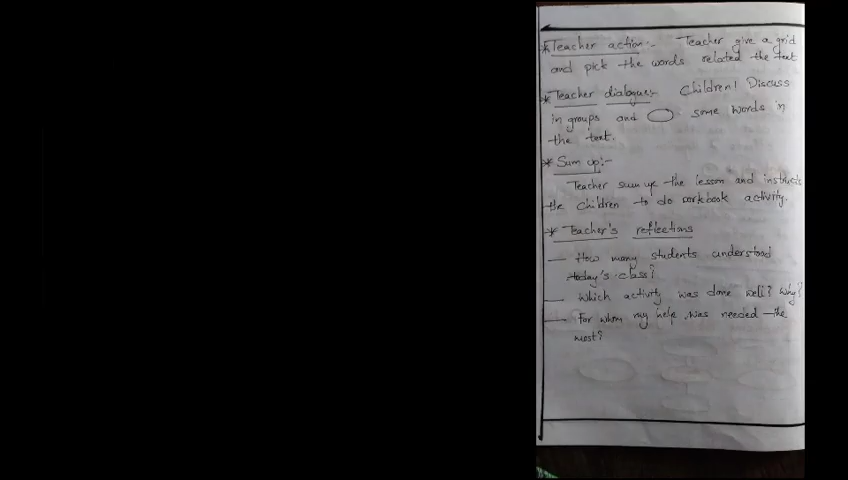 * Teacher action:- Teacher give a grid
and pick the words related the text
* Teacher dialogue:- Children! Discuss
in groups and some words in
the text.
* Sum up:-
Teacher sum up the lesson and instructs
the children to do workbook activity.
* Teacher's reflections
— How many students understood
today's class?
— Which activity was done well? Why?
— For whom my help was needed the
most?